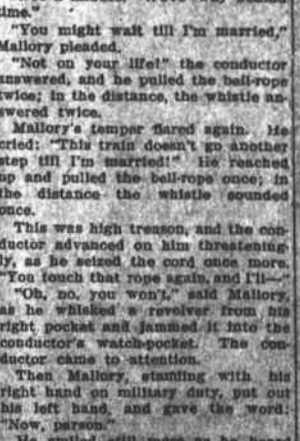 time."
"You might wait till I'm married,"
Mallory pleaded.
"Not on your life!" the conductor
answered, and he pulled the bell-rope
twice; in the distance, the whistle an-
swered twice.
Mallory's temper flared again. He
cried: "This train doesn't go another
step till I'm married!" He reached
up and pulled the bell-rope once; in
the distance the whistle sounded
once.
This was high treason, and the con-
ductor advanced on him threatening-
ly, as he seized the cord once more.
"You touch that rope again, and I'll—"
"Oh, no, you won't," said Mallory,
as he whisked a revolver from his
right pocket and jammed it into the
conductor's watch-pocket. The con-
ductor came to attention.
Then Mallory, standing with his
right hand on military duty, put out
his left hand, and gave the word:
"Now, parson."
He smiled still